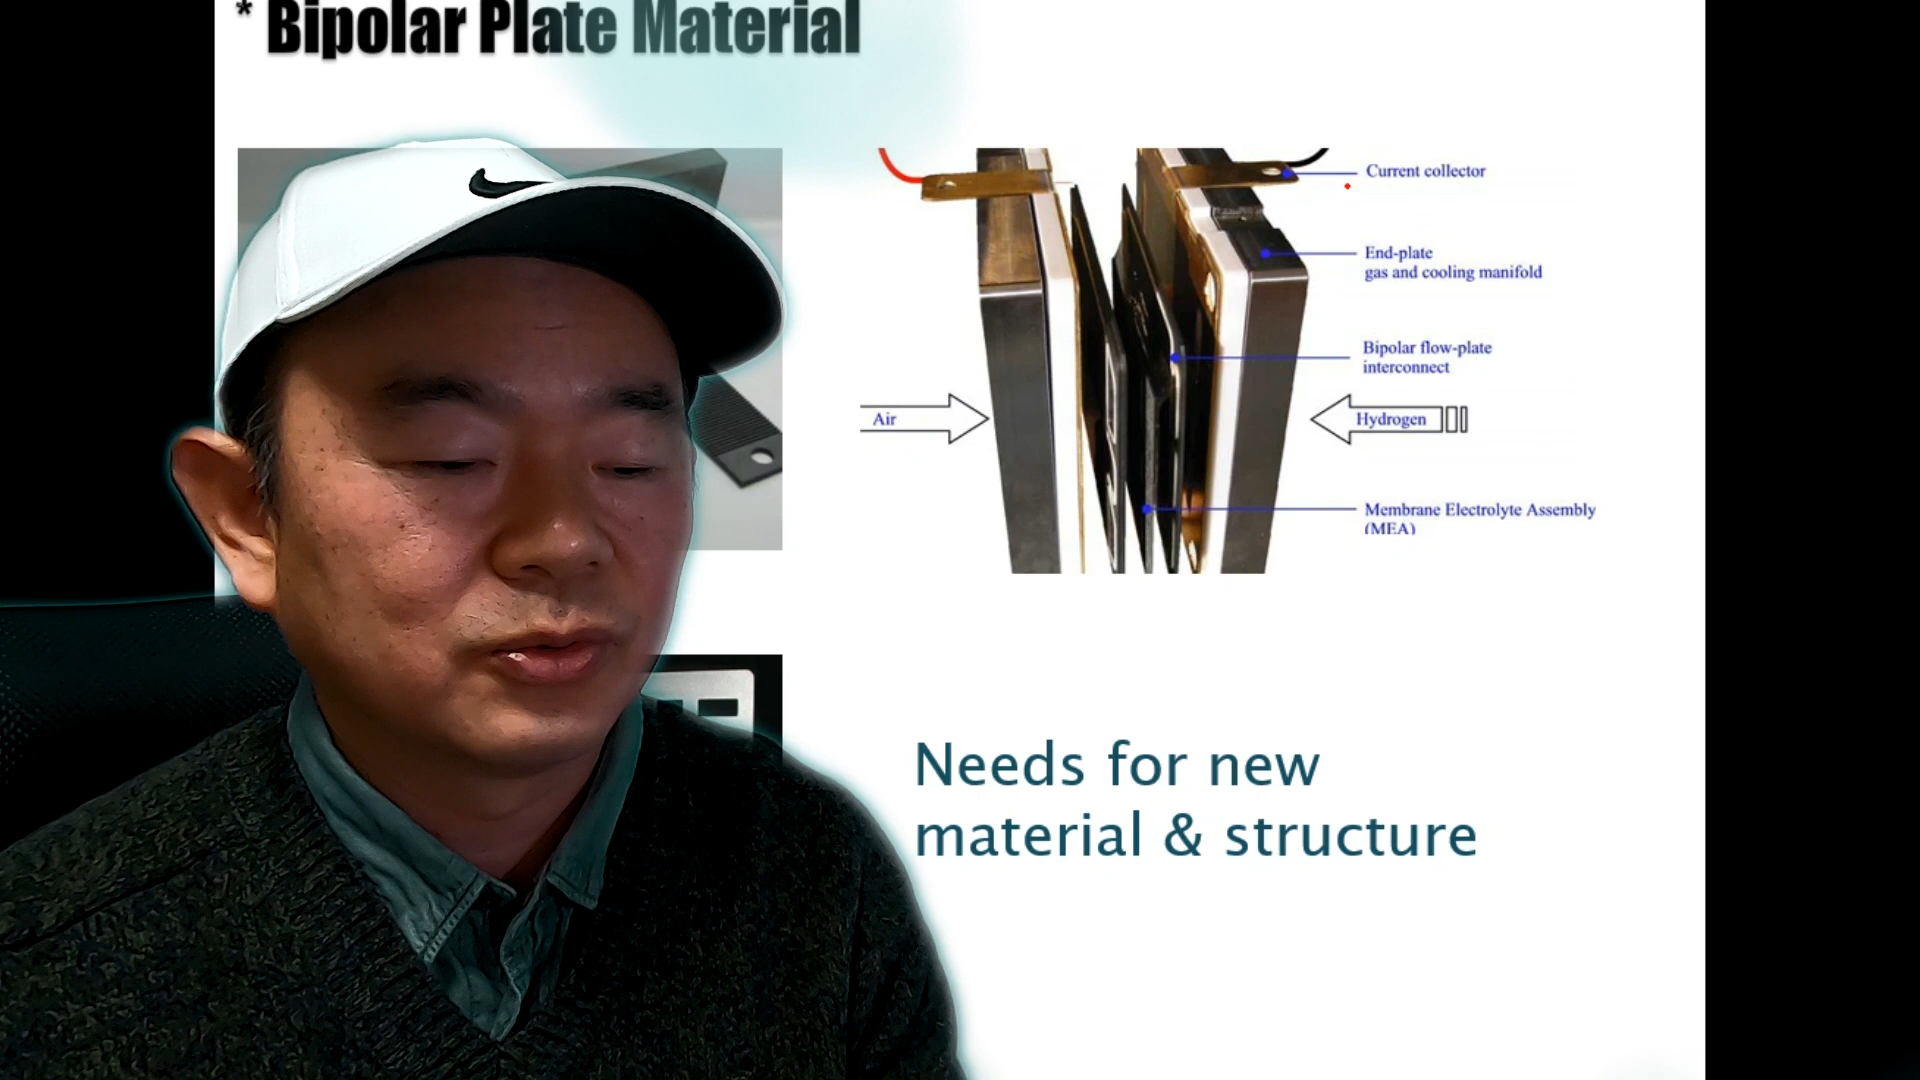 * Bipolar Plate Material
Current collector
End-plate
gas and cooling manifold
Bipolar flow-plate
interconnect
Air
Hydrogen
Membrane Electrolyte Assembly
(MEA)
Needs for new
material & structure